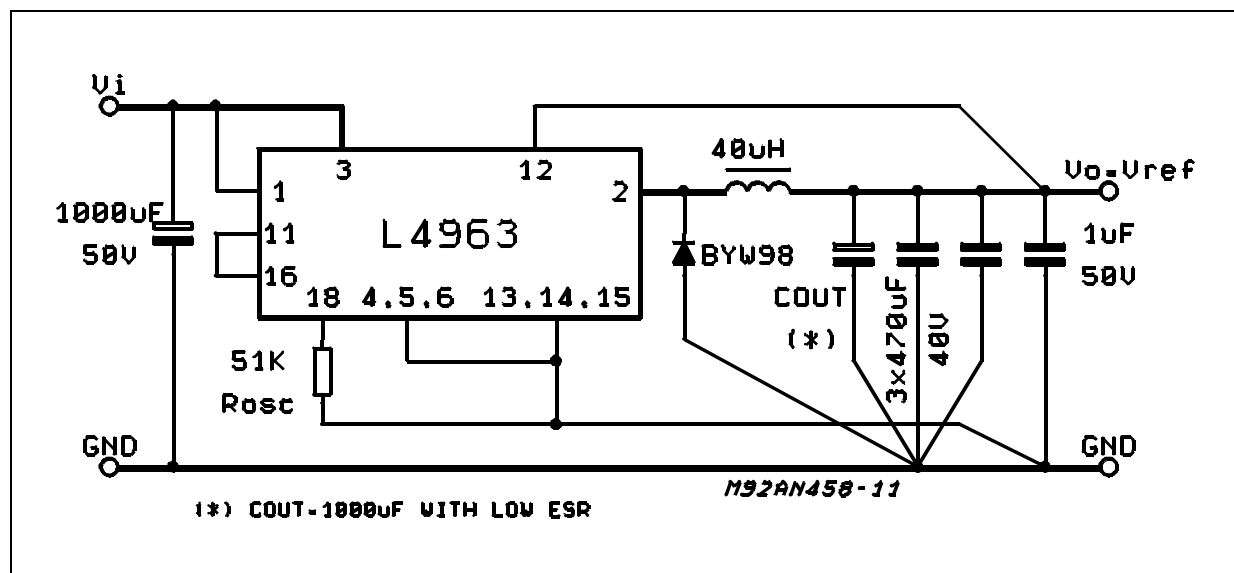 Vi
3
12
40uH
Vo=Vref
1
2
1000uF
50V
11
L4963
BYW98
1uF
50V
16
18
4.5.6
13.14.15
COUT
(*)
3x470uF
40V
51K
Rosc
GND
GND
M92AN458-11
(*) COUT=1000uF WITH LOW ESR